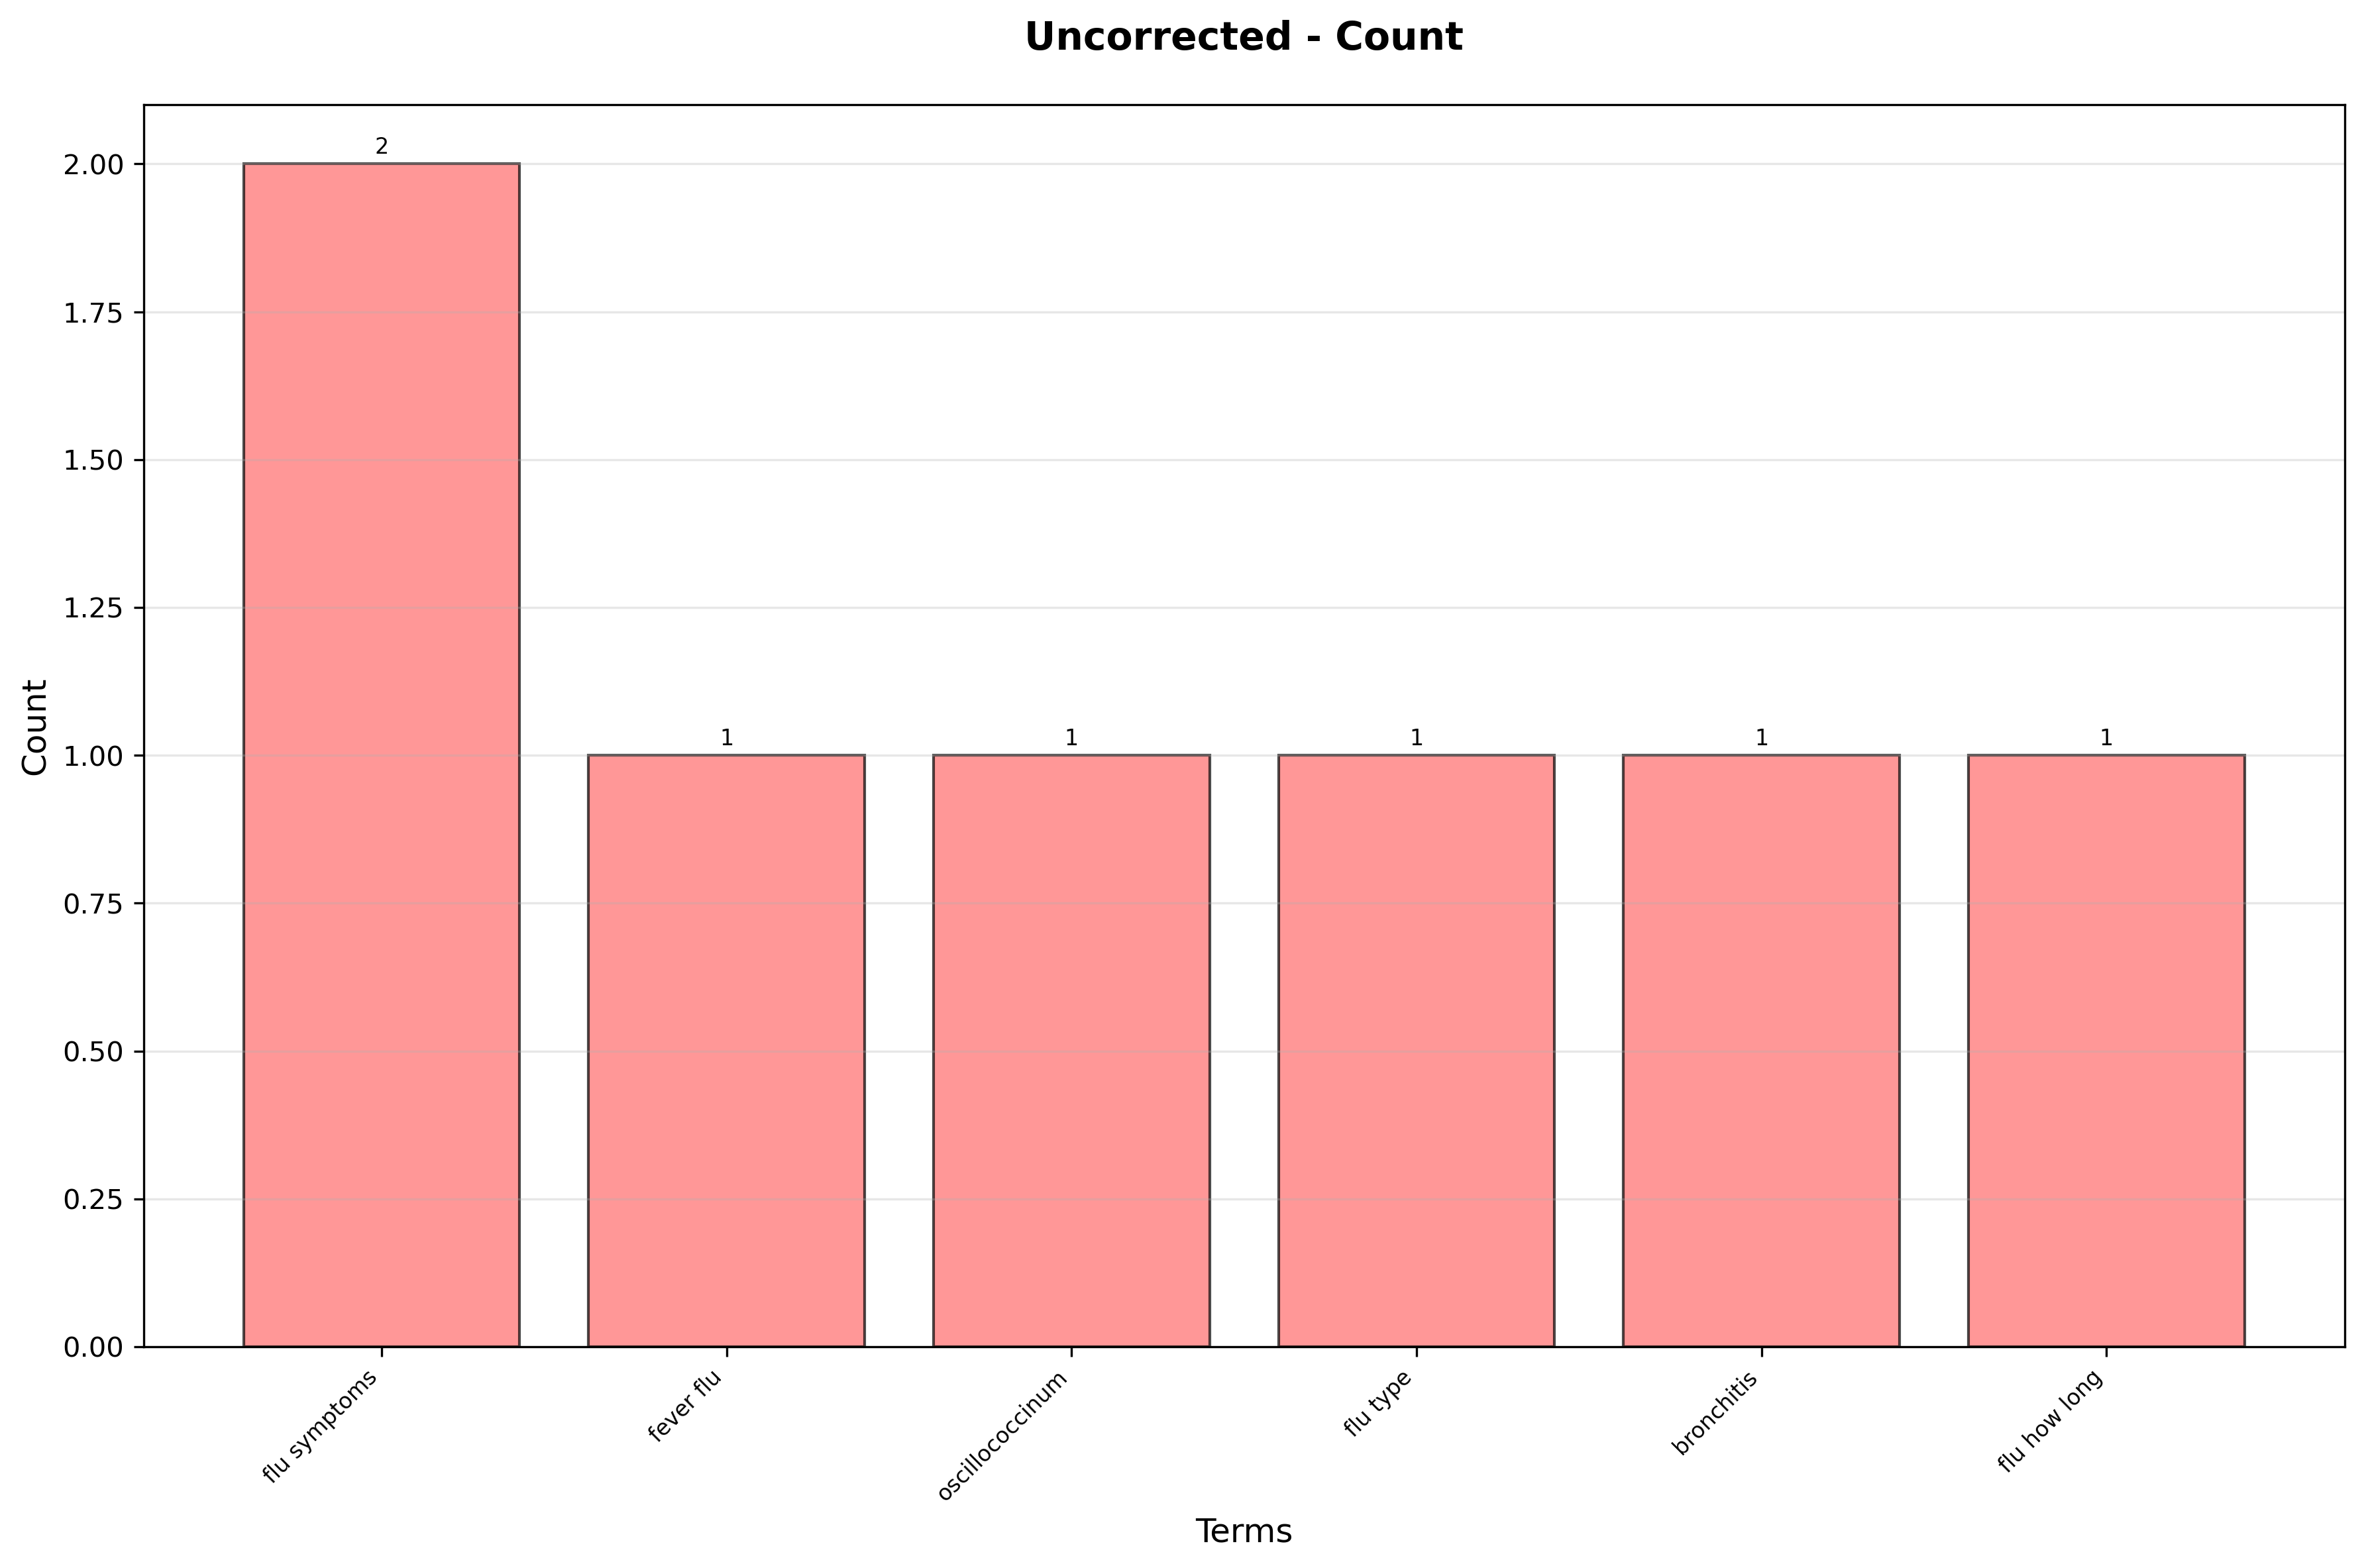 Uncorrected - Count
2
2.00
1.75
1.50
1.25
1 1 1 1 1
1.00
0.75
0.50
0.25
0.00
Count
flu symptoms
fever flu
oscillococcinum
flu type
bronchitis
flu how long
Terms